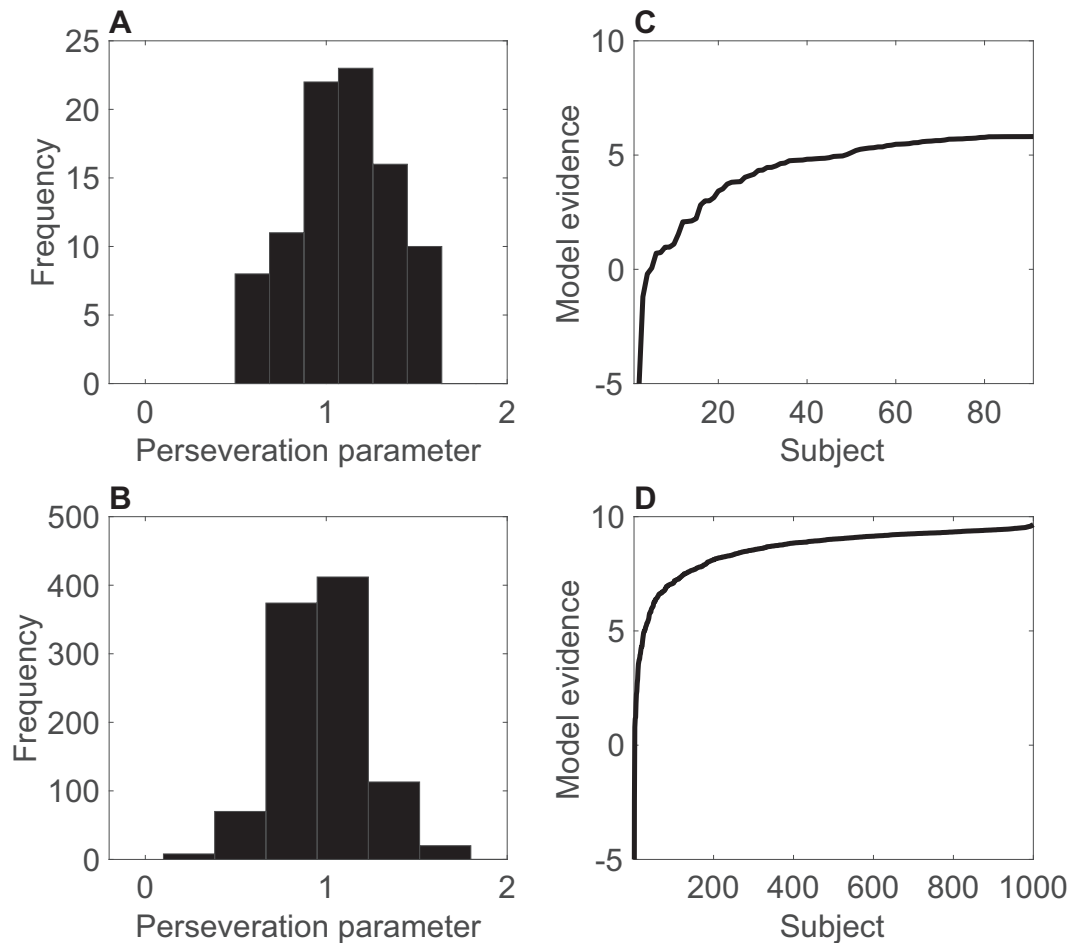 A
25
20
15
10
5
0
Frequency
0 1 2
Perseveration parameter
C
10
5
0
-5
Model evidence
20 40 60 80
Subject
B
500
400
300
200
100
0
Frequency
0 1 2
Perseveration parameter
D
10
5
0
-5
Model evidence
200 400 600 800 1000
Subject